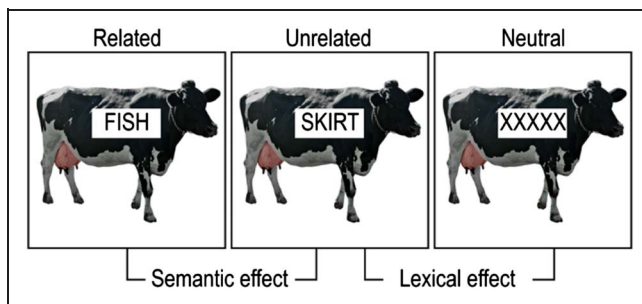 Related Unrelated Neutral
FISH SKIRT XXXXX
Semantic effect Lexical effect